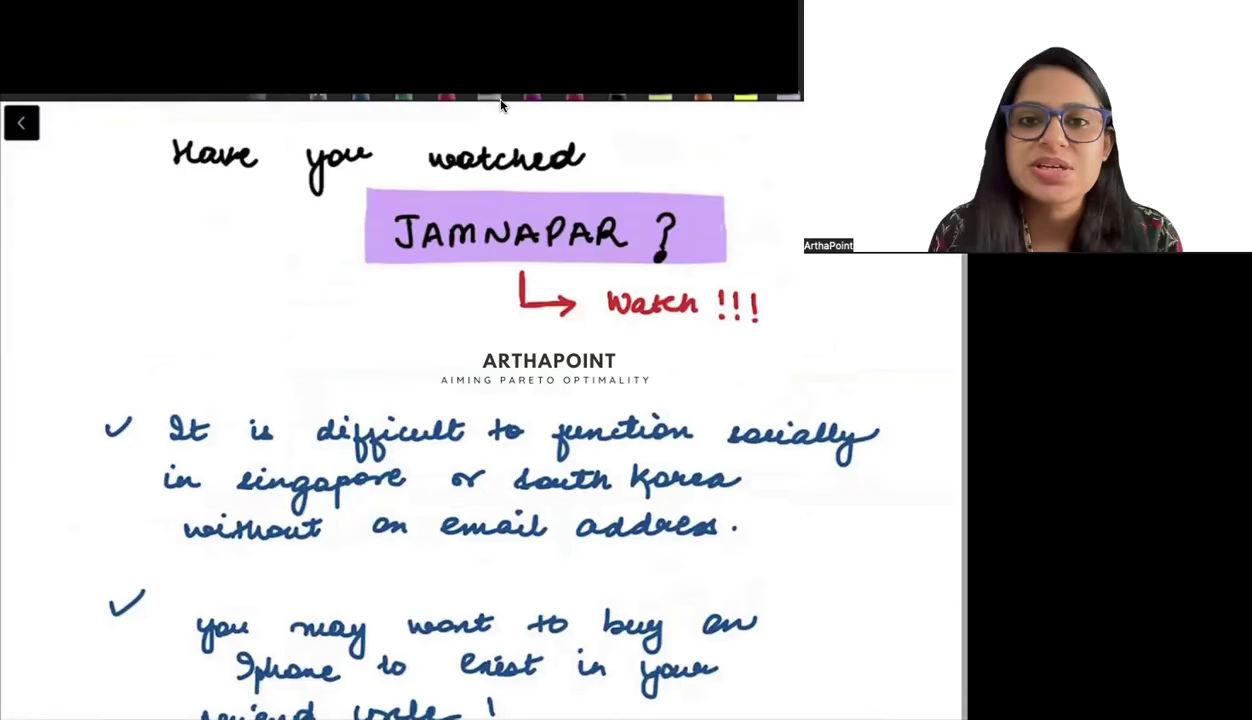 Have you watched
JAMNAPAR ?
Watch !!!
ARTHAPOINT
AIMING PARETO OPTIMALITY
It is difficult to function socially
in singapore or south Korea
without an email address.
you may want to buy an
Iphone to exist in your
ArthaPoint